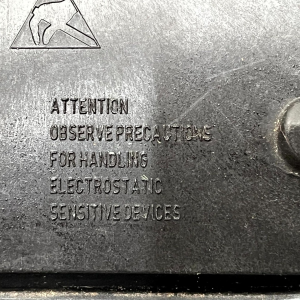 ATTENTION
OBSERVE PRECAUTIONS
FOR HANDLING
ELECTROSTATIC
SENSITIVE DEVICES